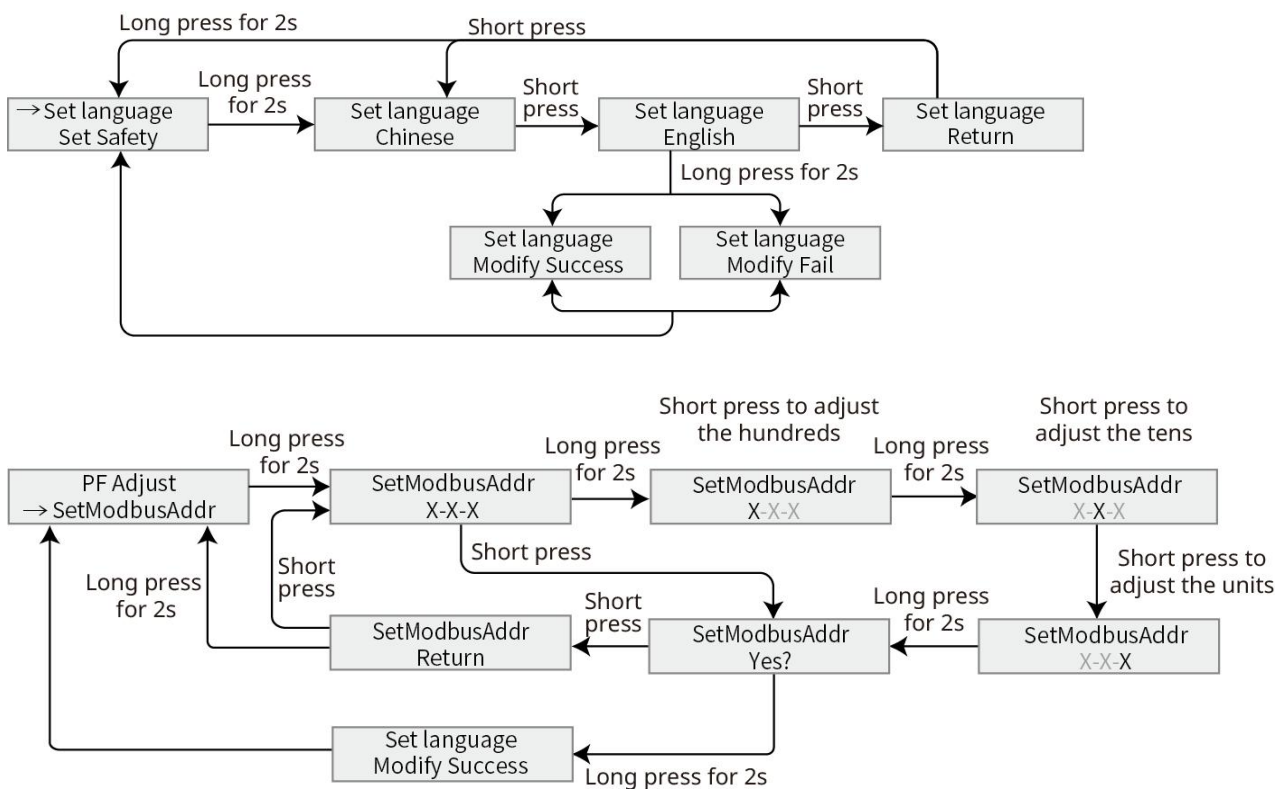 Long press for 2s
Short press
Long press
for 2s
Short
press
Short
press
→ Set language
Set Safety
Set language
Chinese
Set language
English
Set language
Return
Long press for 2s
Set language
Modify Success
Set language
Modify Fail
Short press to adjust
the hundreds
Short press to
adjust the tens
Long press
for 2s
Long press
for 2s
Long press
for 2s
PF Adjust
→ SetModbusAddr
SetModbusAddr
X-X-X
SetModbusAddr
X-X-X
SetModbusAddr
X-X-X
Short press
Short press to
adjust the units
Long press
for 2s
Short
press
Short
press
Long press
for 2s
SetModbusAddr
Return
SetModbusAddr
Yes?
SetModbusAddr
X-X-X
Set language
Modify Success
Long press for 2s